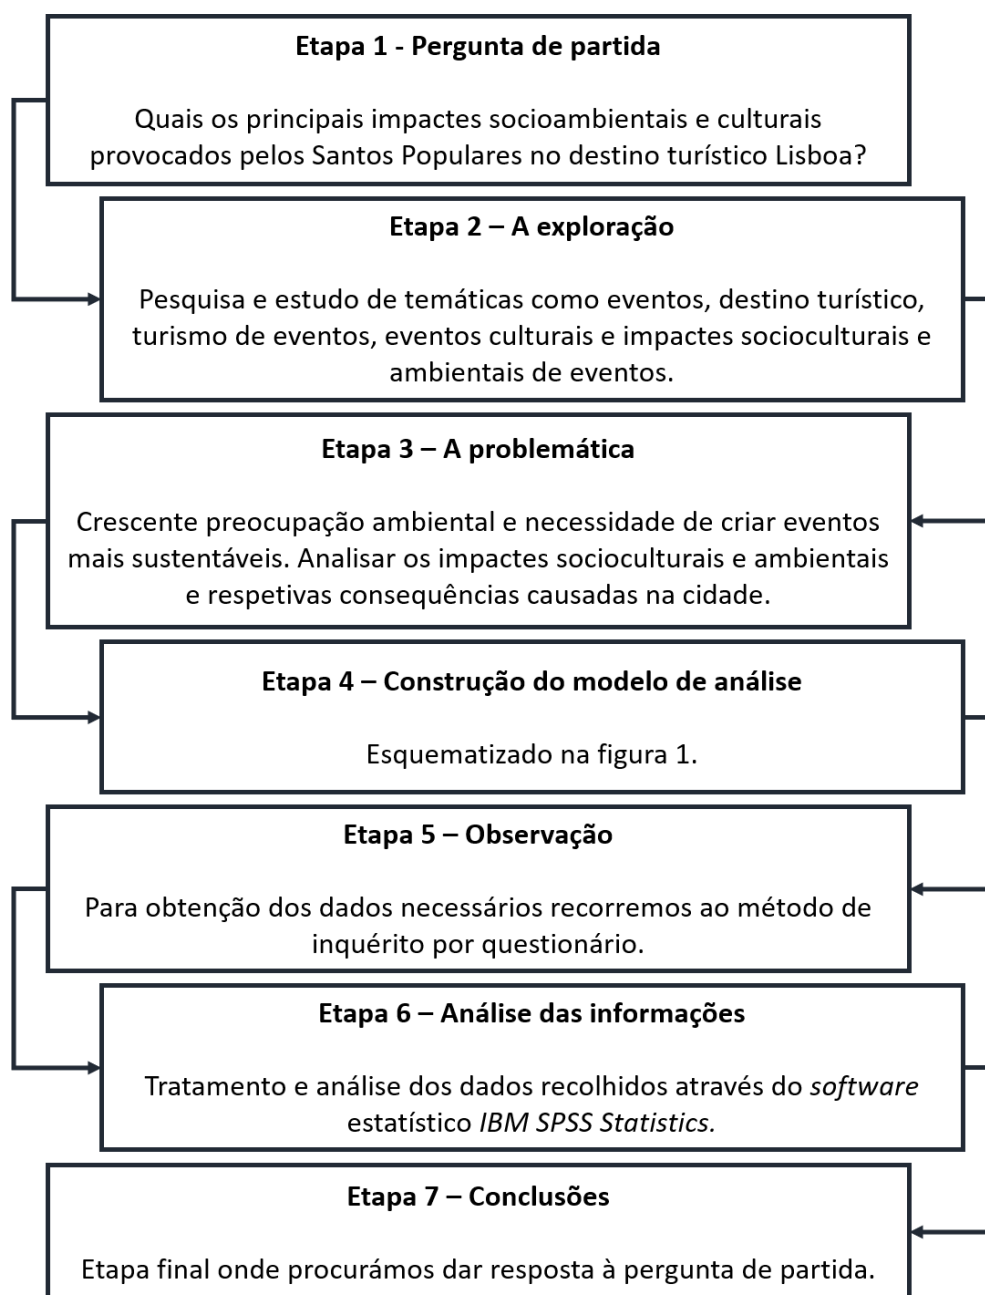 Etapa 1 - Pergunta de partida
Quais os principais impactes socioambientais e culturais
provocados pelos Santos Populares no destino turístico Lisboa?
Etapa 2 – A exploração
Pesquisa e estudo de temáticas como eventos, destino turístico,
turismo de eventos, eventos culturais e impactes socioculturais e
ambientais de eventos.
Etapa 3 – A problemática
Crescente preocupação ambiental e necessidade de criar eventos
mais sustentáveis. Analisar os impactes socioculturais e ambientais
e respetivas consequências causadas na cidade.
Etapa 4 – Construção do modelo de análise
Esquematizado na figura 1.
Etapa 5 – Observação
Para obtenção dos dados necessários recorremos ao método de
inquérito por questionário.
Etapa 6 – Análise das informações
Tratamento e análise dos dados recolhidos através do software
estatístico IBM SPSS Statistics.
Etapa 7 – Conclusões
Etapa final onde procurámos dar resposta à pergunta de partida.